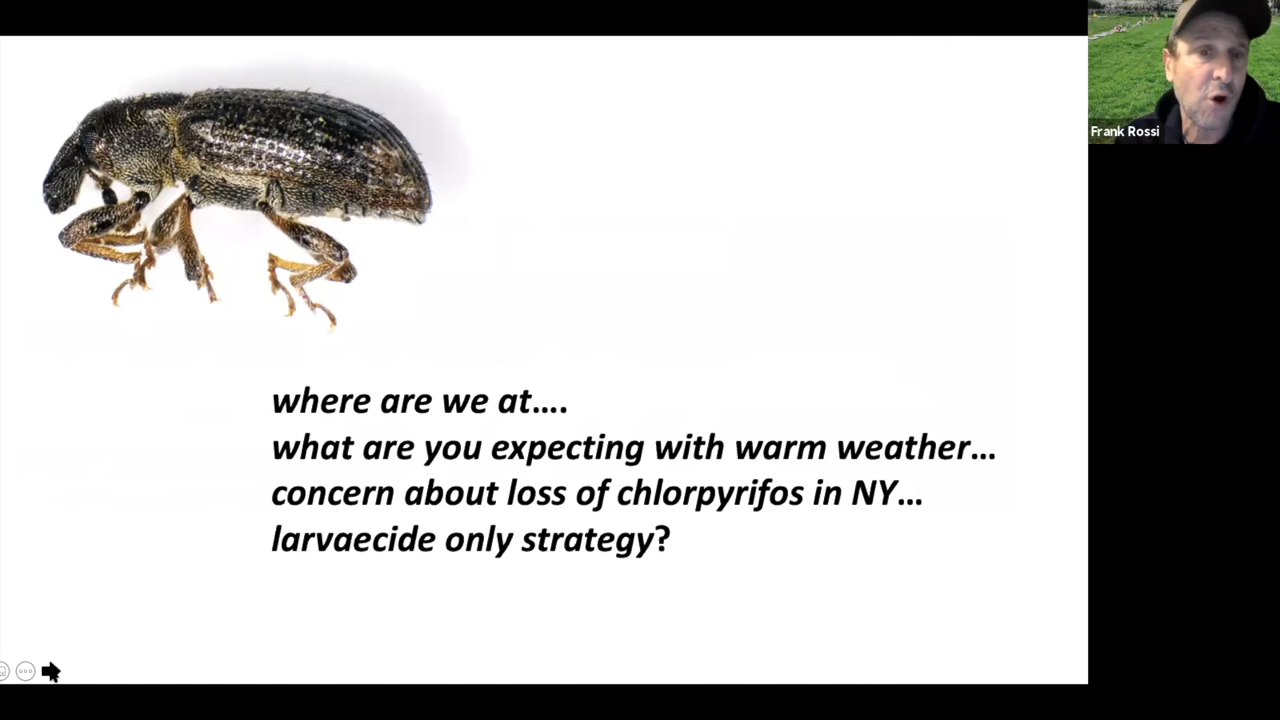 Frank Rossi
where are we at....
what are you expecting with warm weather...
concern about loss of chlorpyrifos in NY...
larvaecide only strategy?